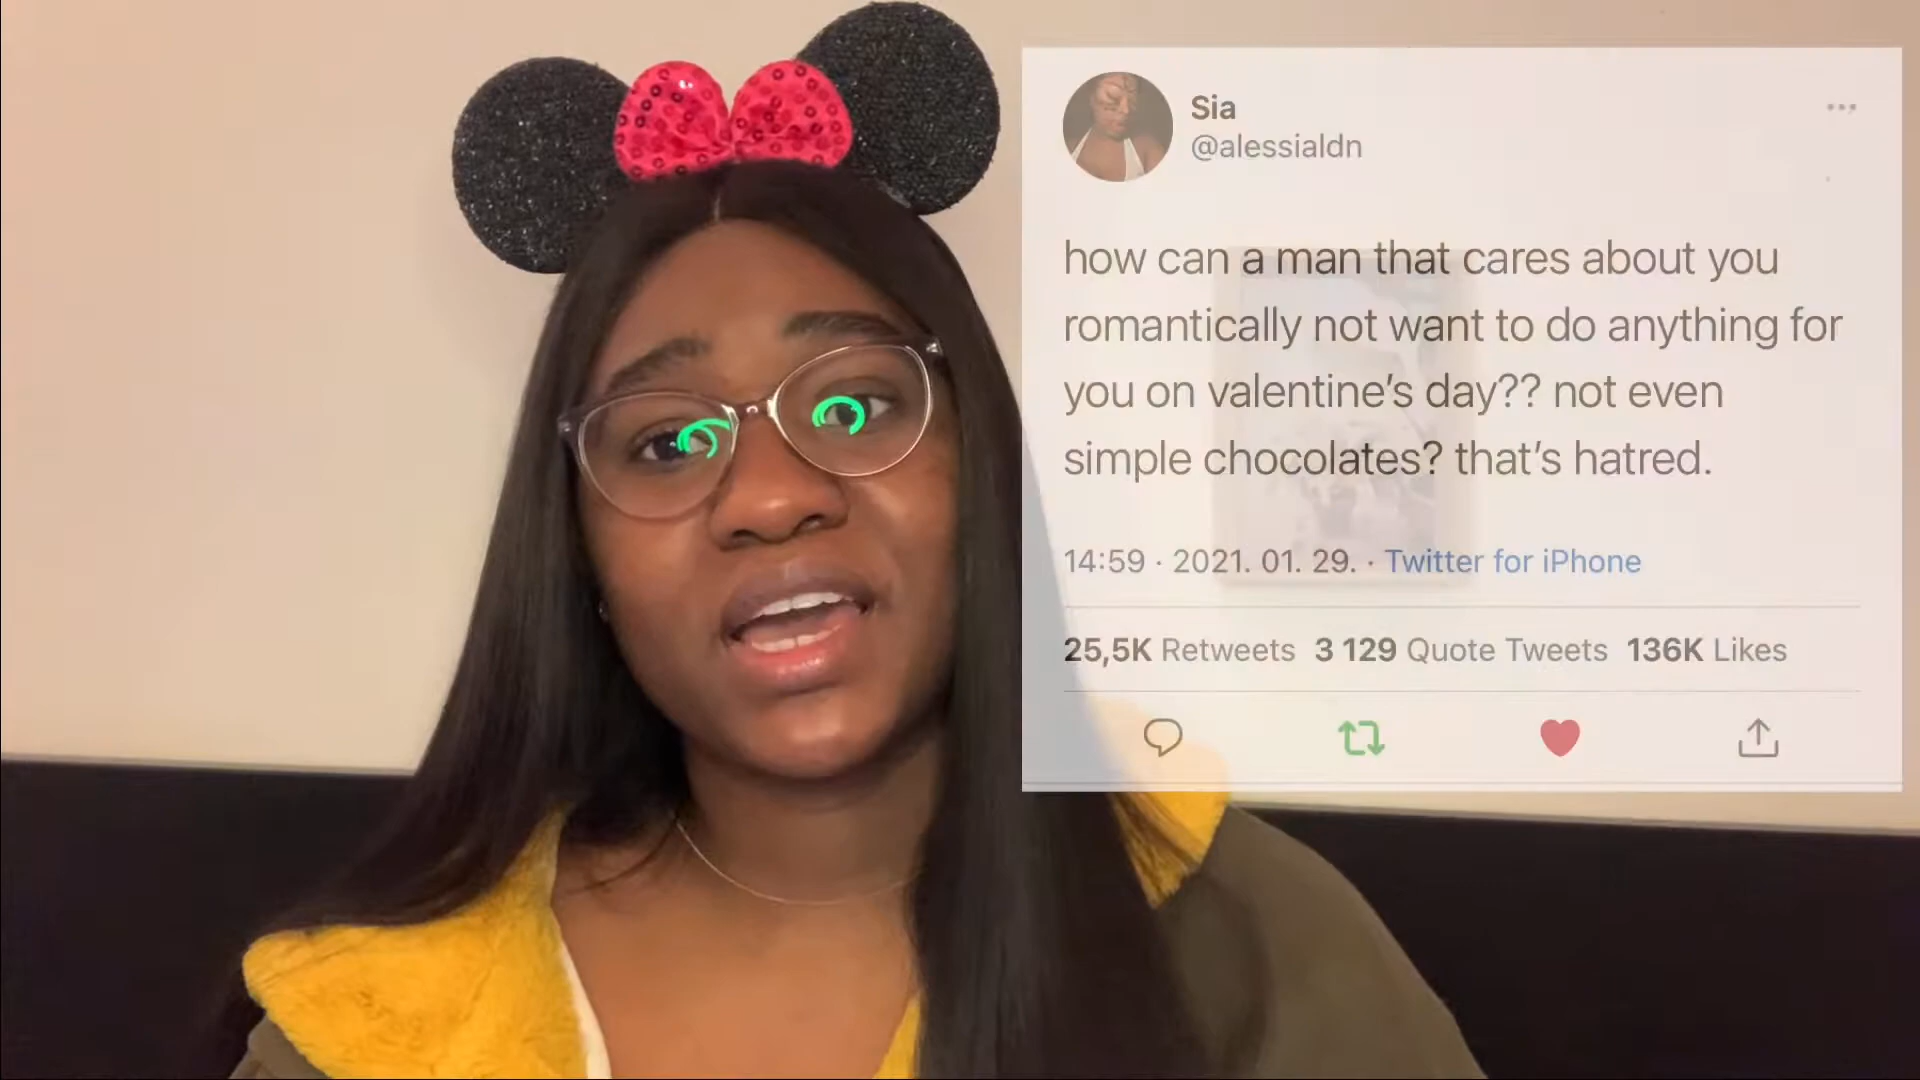 Sia
@alessialdn
how can a man that cares about you
romantically not want to do anything for
you on valentine's day?? not even
simple chocolates? that's hatred.
14:59 · 2021. 01. 29. · Twitter for iPhone
25,5K Retweets 3 129 Quote Tweets 136K Likes